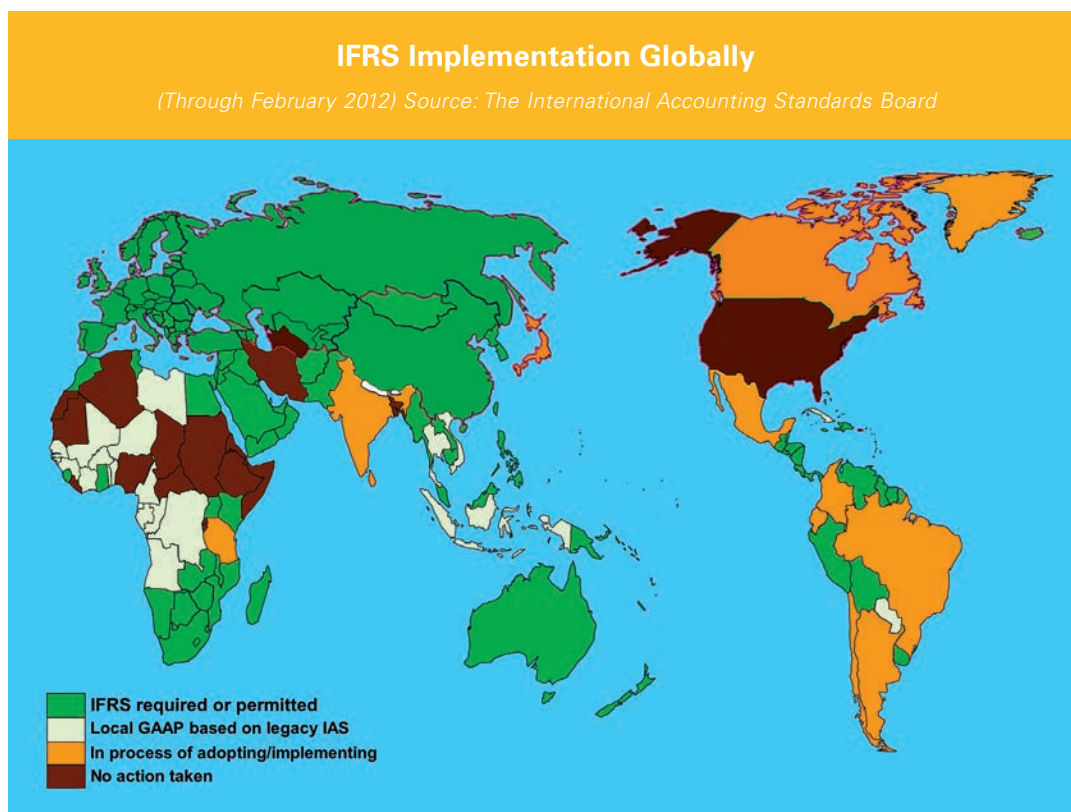 IFRS Implementation Globally
(Through February 2012) Source: The International Accounting Standards Board
IFRS required or permitted
Local GAAP based on legacy IAS
In process of adopting/implementing
No action taken